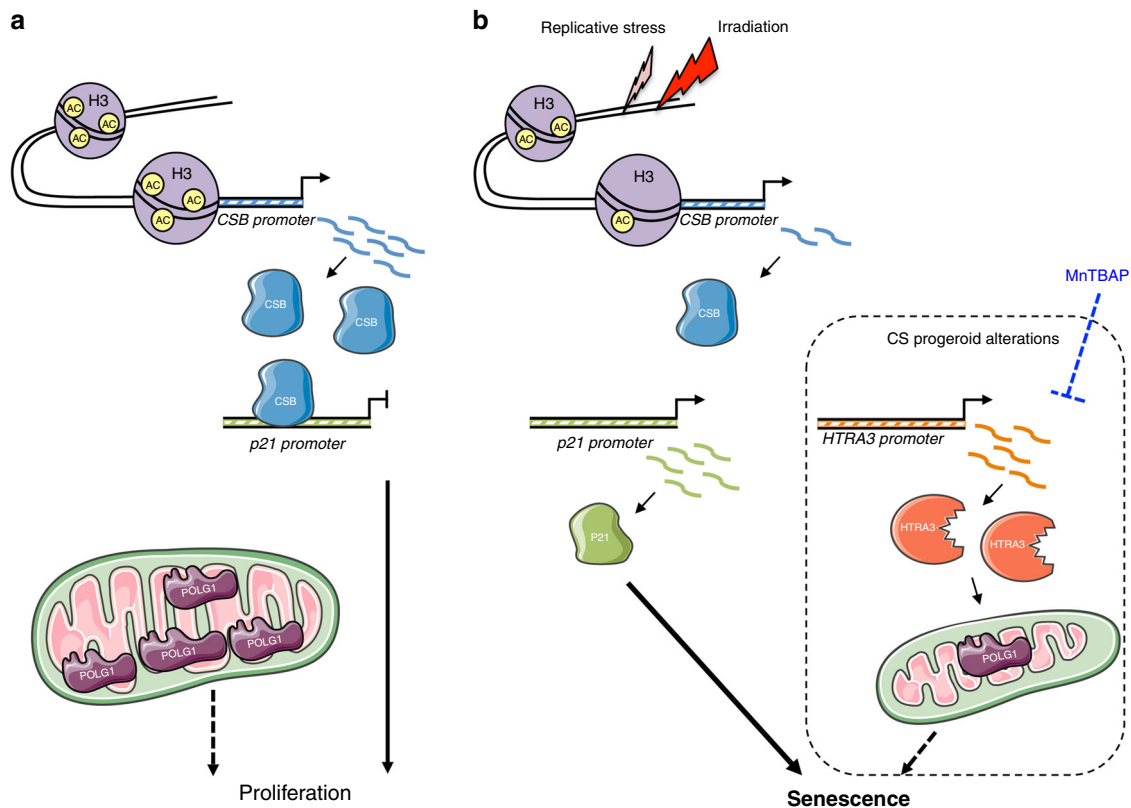 a
H3
AC
AC
AC
H3
AC
AC
AC
CSB promoter
CSB
CSB
CSB
p21 promoter
POLG1
POLG1
POLG1
POLG1
Proliferation
b
Replicative stress
Irradiation
H3
AC
AC
H3
AC
CSB promoter
CSB
p21 promoter
P21
MnTBAP
CS progeroid alterations
HTRA3 promoter
HTRA3
HTRA3
POLG1
Senescence